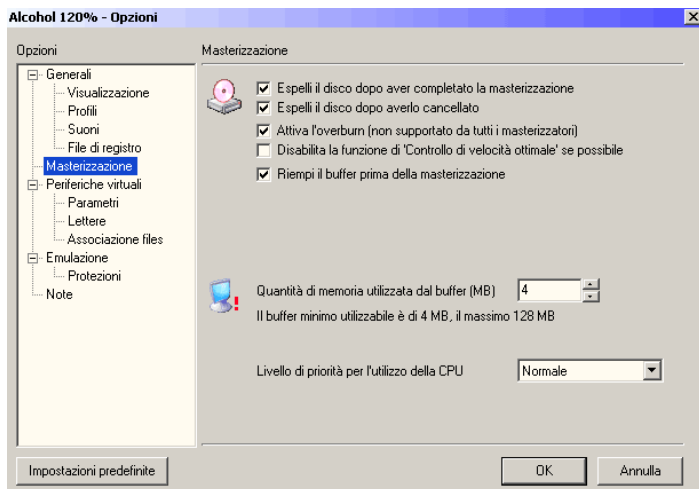 Alcohol 120% - Opzioni
Opzioni
Generali
Visualizzazione
Profili
Suoni
File di registro
Masterizzazione
Periferiche virtuali
Parametri
Lettere
Associazione files
Emulazione
Protezioni
Note
Masterizzazione
Espelli il disco dopo aver completato la masterizzazione
Espelli il disco dopo averlo cancellato
Attiva l'overburn (non supportato da tutti i masterizzatori)
Disabilita la funzione di 'Controllo di velocità ottimale' se possibile
Riempi il buffer prima della masterizzazione
Quantità di memoria utilizzata dal buffer (MB) 4
Il buffer minimo utilizzabile è di 4 MB, il massimo 128 MB
Livello di priorità per l'utilizzo della CPU Normale
Impostazioni predefinite
OK
Annulla